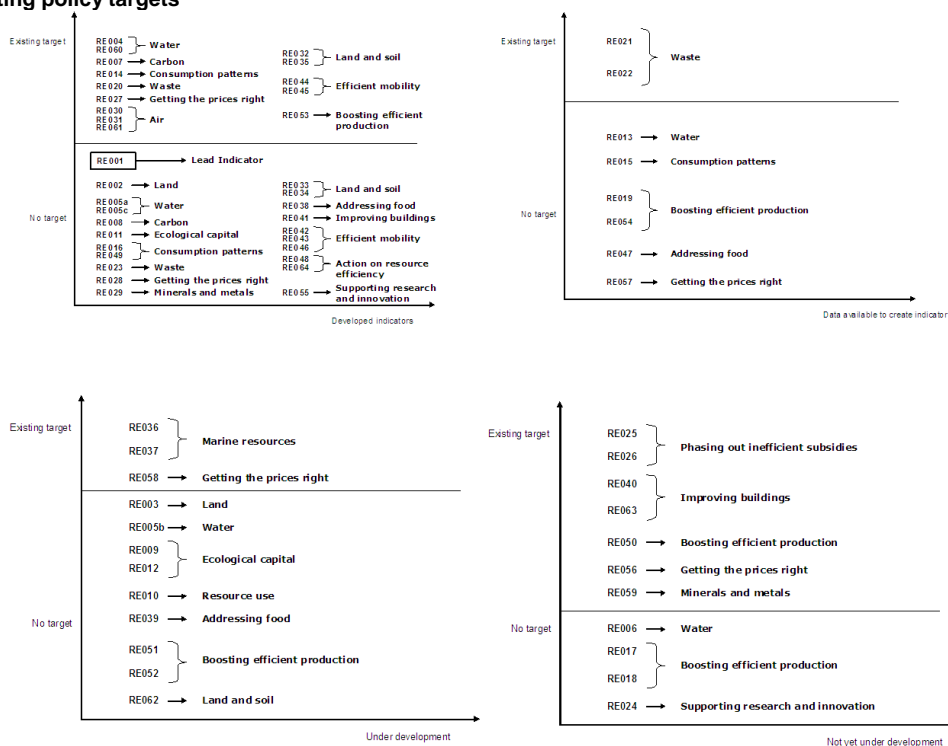 ting policy targets
Existing target
RE004
RE060
Water
RE007 Carbon
RE014 Consumption patterns
RE020 Waste
RE027 Getting the prices right
RE030
RE031
RE061
Air
RE032
RE035
Land and soil
RE044
RE045
Efficient mobility
RE053 Boosting efficient
production
RE001 Lead Indicator
No target
RE002 Land
RE005a
RE005c
Water
RE008 Carbon
RE011 Ecological capital
RE016
RE049
Consumption patterns
RE023 Waste
RE028 Getting the prices right
RE029 Minerals and metals
RE033
RE034
Land and soil
RE038 Addressing food
RE041 Improving buildings
RE042
RE043
RE046
Efficient mobility
RE048
RE064
Action on resource
efficiency
RE055 Supporting research
and innovation
Developed indicators
Existing target
RE021
RE022
Waste
No target
RE013 Water
RE015 Consumption patterns
RE019
RE054
Boosting efficient production
RE047 Addressing food
RE057 Getting the prices right
Data available to create indicator
Existing target
RE036
RE037
Marine resources
RE058 Getting the prices right
No target
RE003 Land
RE005b Water
RE009
RE012
Ecological capital
RE010 Resource use
RE039 Addressing food
RE051
RE052
Boosting efficient production
RE062 Land and soil
Under development
Existing target
RE025
RE026
Phasing out inefficient subsidies
RE040
RE063
Improving buildings
RE050 Boosting efficient production
RE056 Getting the prices right
RE059 Minerals and metals
No target
RE006 Water
RE017
RE018
Boosting efficient production
RE024 Supporting research and innovation
Not yet under development